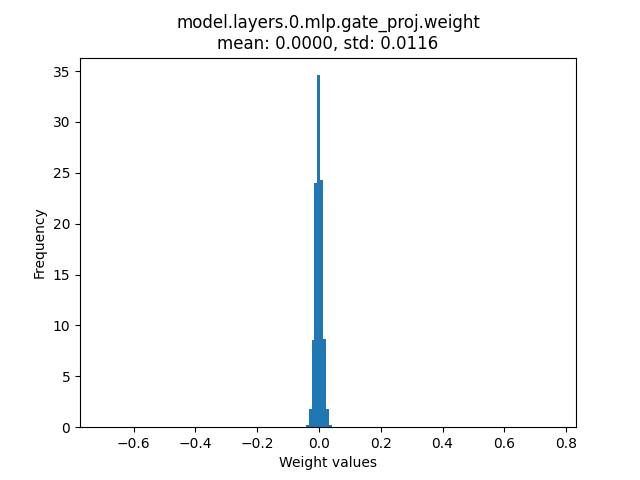 model.layers.0.mlp.gate_proj.weight
mean: 0.0000, std: 0.0116
35
30
25
20
15
10
5
0
Frequency
−0.6 −0.4 −0.2 0.0 0.2 0.4 0.6 0.8
Weight values